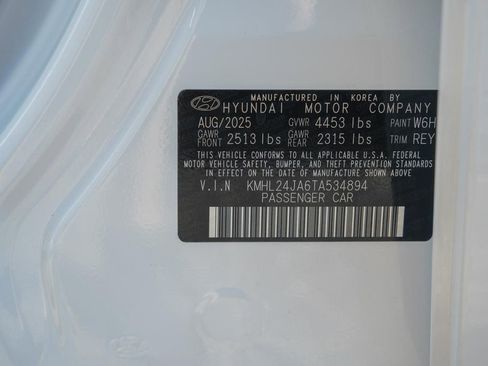 MANUFACTURED IN KOREA BY
HYUNDAI MOTOR COMPANY
AUG/2025 GVWR 4453 lbs PAINT W6H
GAWR FRONT 2513 lbs GAWR REAR 2315 lbs TRIM REY
THIS VEHICLE CONFORMS TO ALL APPLICABLE U.S.A. FEDERAL
MOTOR VEHICLE SAFETY, BUMPER, AND THEFT PREVENTION
STANDARDS IN EFFECT ON THE DATE OF MANUFACTURE SHOWN ABOVE
V.I.N KMHL24JA6TA534894
PASSENGER CAR